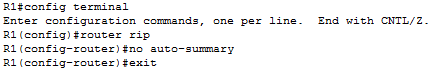 R1#config terminal
Enter configuration commands, one per line.  End with CNTL/Z.
R1(config)#router rip
R1(config-router)#no auto-summary
R1(config-router)#exit